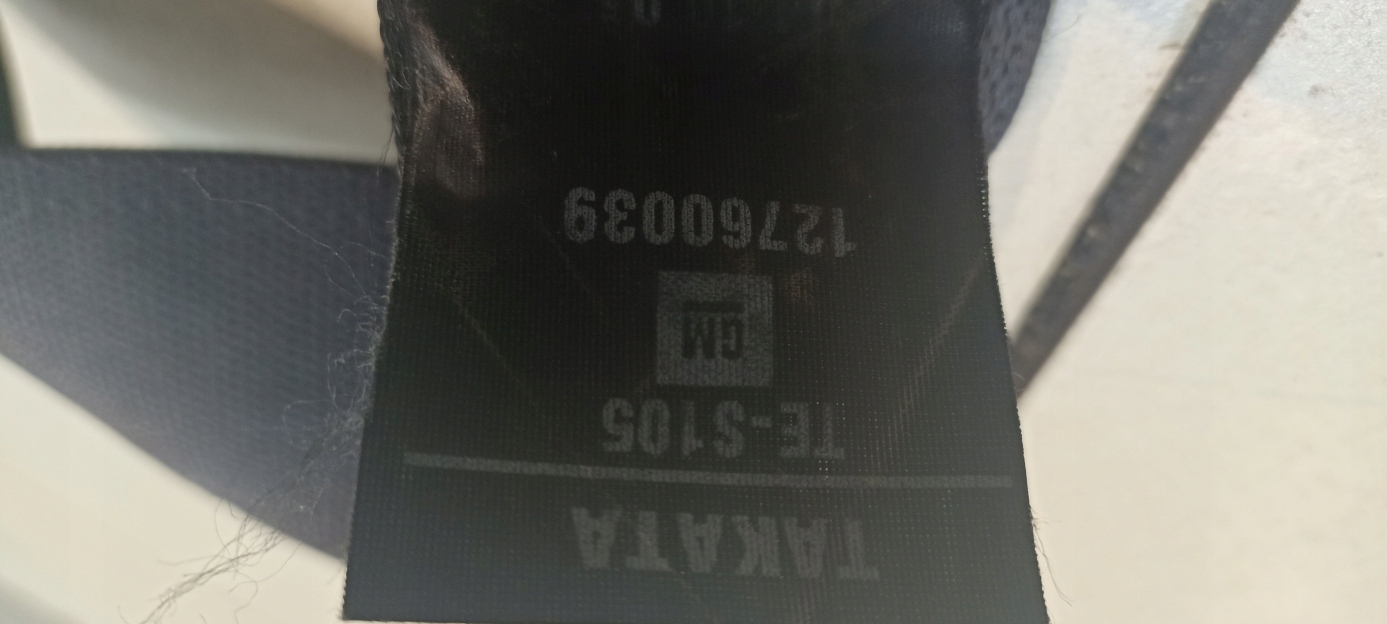 TAKATA
TE-S105
GM
12760039